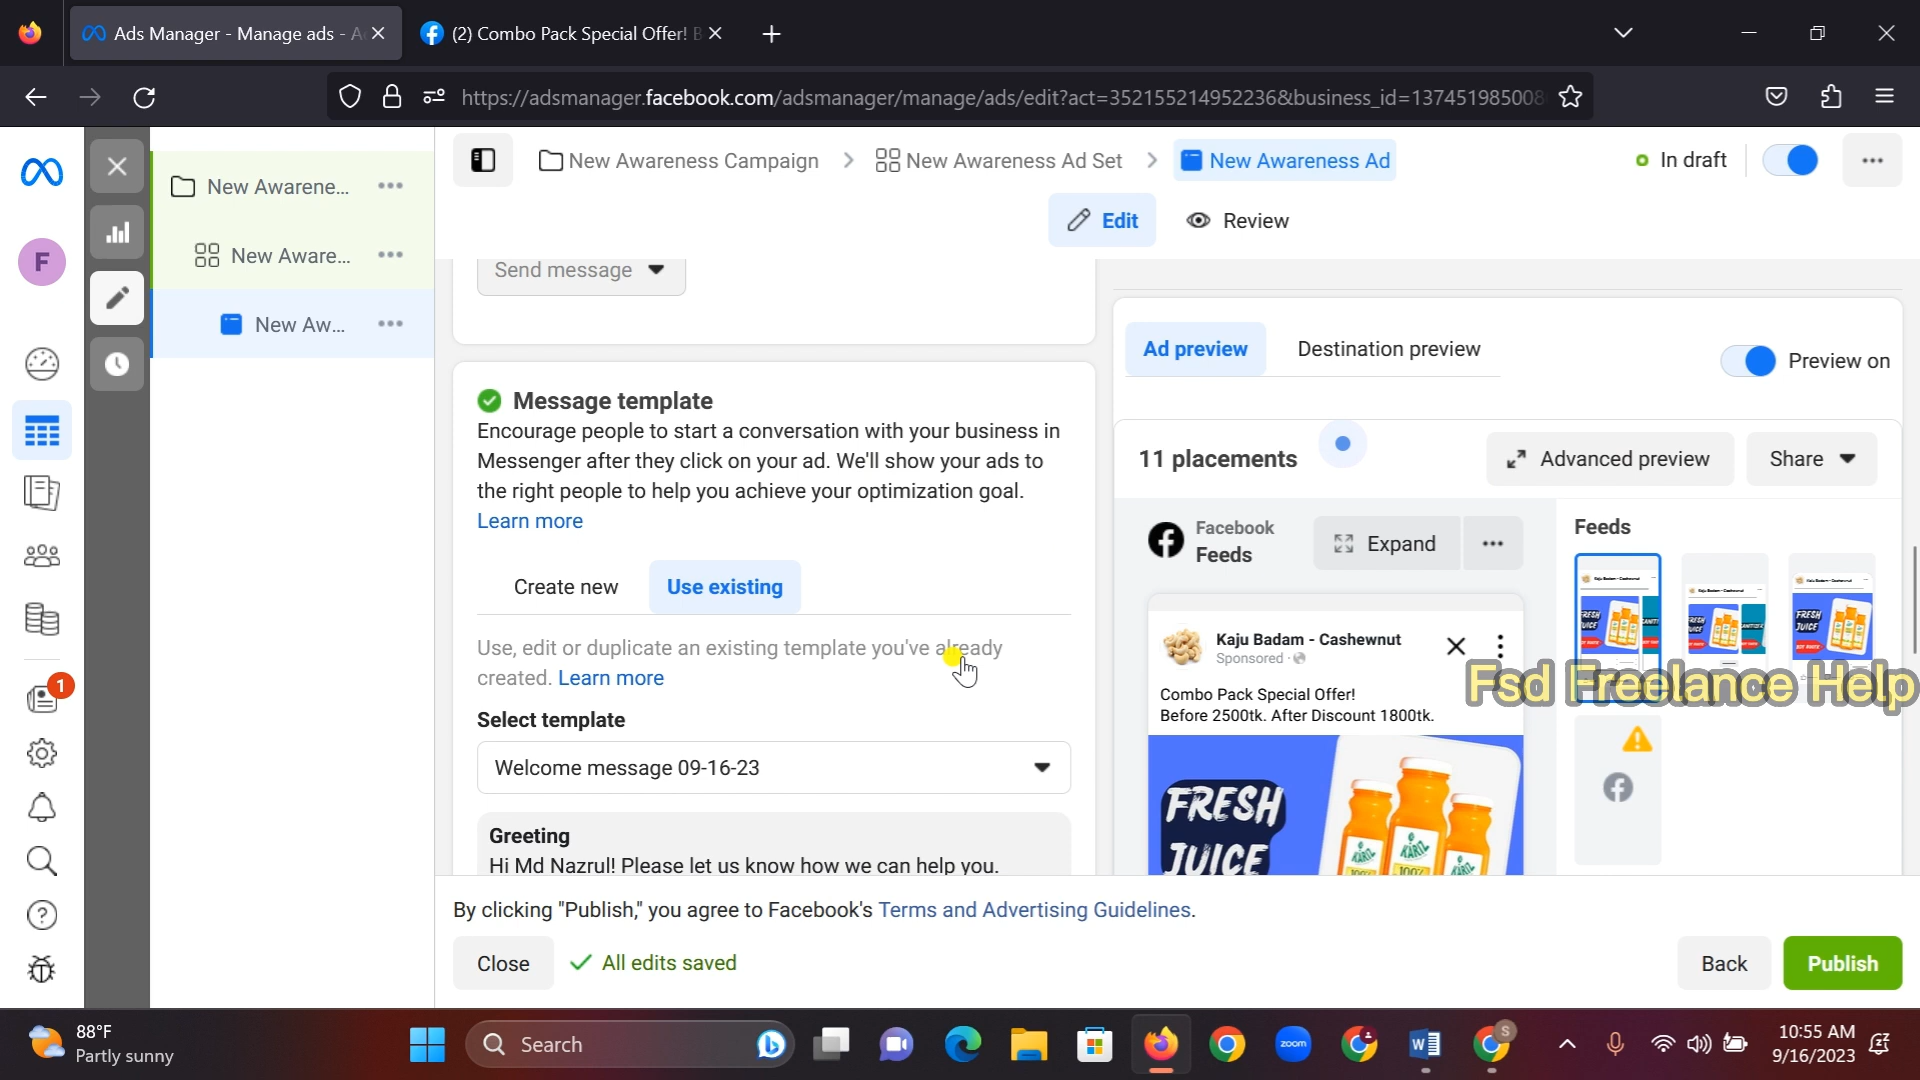 Ads Manager - Manage ads - A
(2) Combo Pack Special Offer! B
https://adsmanager.facebook.com/adsmanager/manage/ads/edit?act=352155214952236&business_id=137451985008
F
New Awarene...
New Aware...
New Aw...
New Awareness Campaign
New Awareness Ad Set
New Awareness Ad
In draft
Edit
Review
Send message
Message template
Encourage people to start a conversation with your business in
Messenger after they click on your ad. We'll show your ads to
the right people to help you achieve your optimization goal.
Learn more
Create new
Use existing
Use, edit or duplicate an existing template you've already
created. Learn more
Select template
Welcome message 09-16-23
Greeting
Hi Md Nazrul! Please let us know how we can help you.
Ad preview
Destination preview
Preview on
11 placements
Advanced preview
Share
Facebook
Feeds
Expand
Feeds
Kaju Badam - Cashewnut
Sponsored ·
Combo Pack Special Offer!
Before 2500tk. After Discount 1800tk.
FRESH
JUICE
100%
100%
Fsd Freelance Help
1
By clicking "Publish," you agree to Facebook's Terms and Advertising Guidelines.
Close
All edits saved
Back
Publish
88°F
Partly sunny
Search
zoom
W
S
10:55 AM
9/16/2023